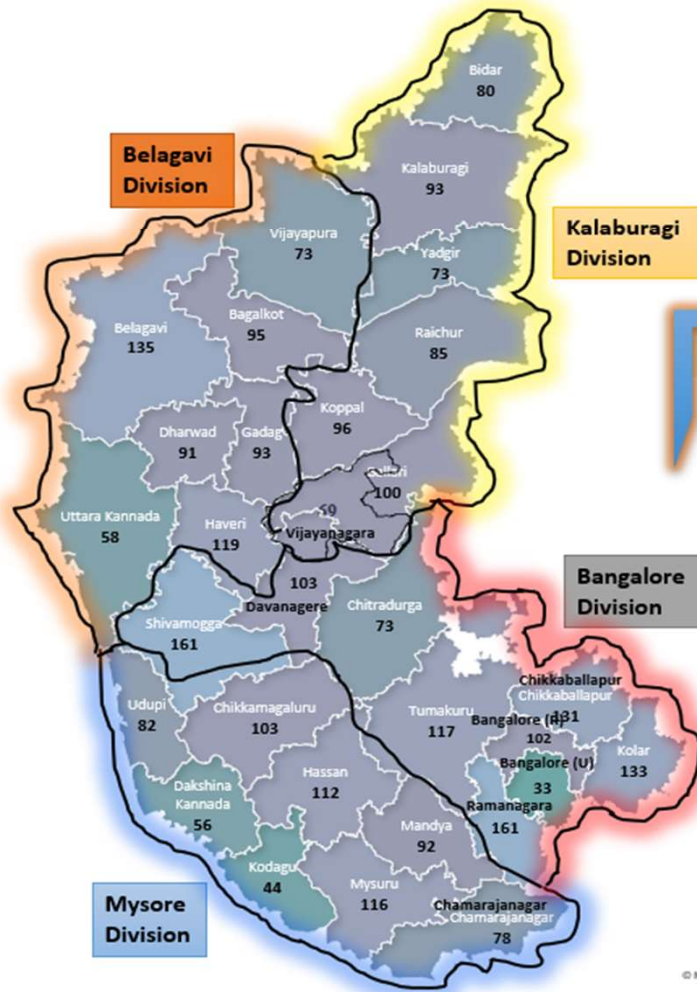 Bidar
80
Belagavi
Division
Kalaburagi
93
Kalaburagi
Division
Vijayapura
73
Yadgir
73
Bagalkot
95
Belagavi
135
Raichur
85
Koppal
96
Dharwad
91
Gadag
93
Ballari
100
69
Vijayanagara
Uttara Kannada
58
Haveri
119
103
Davanagere
Chitradurga
73
Bangalore
Division
Shivamogga
161
Chikkaballapur
Chikkaballapur
131
Udupi
82
Chikkamagaluru
103
Tumakuru
117
Bangalore (R)
102
Kolar
133
Bangalore (U)
33
Hassan
112
Dakshina
Kannada
56
Ramanagara
161
Mandya
92
Kodagu
44
Mysuru
116
Mysore
Division
Chamarajanagar
Chamarajanagar
78
©